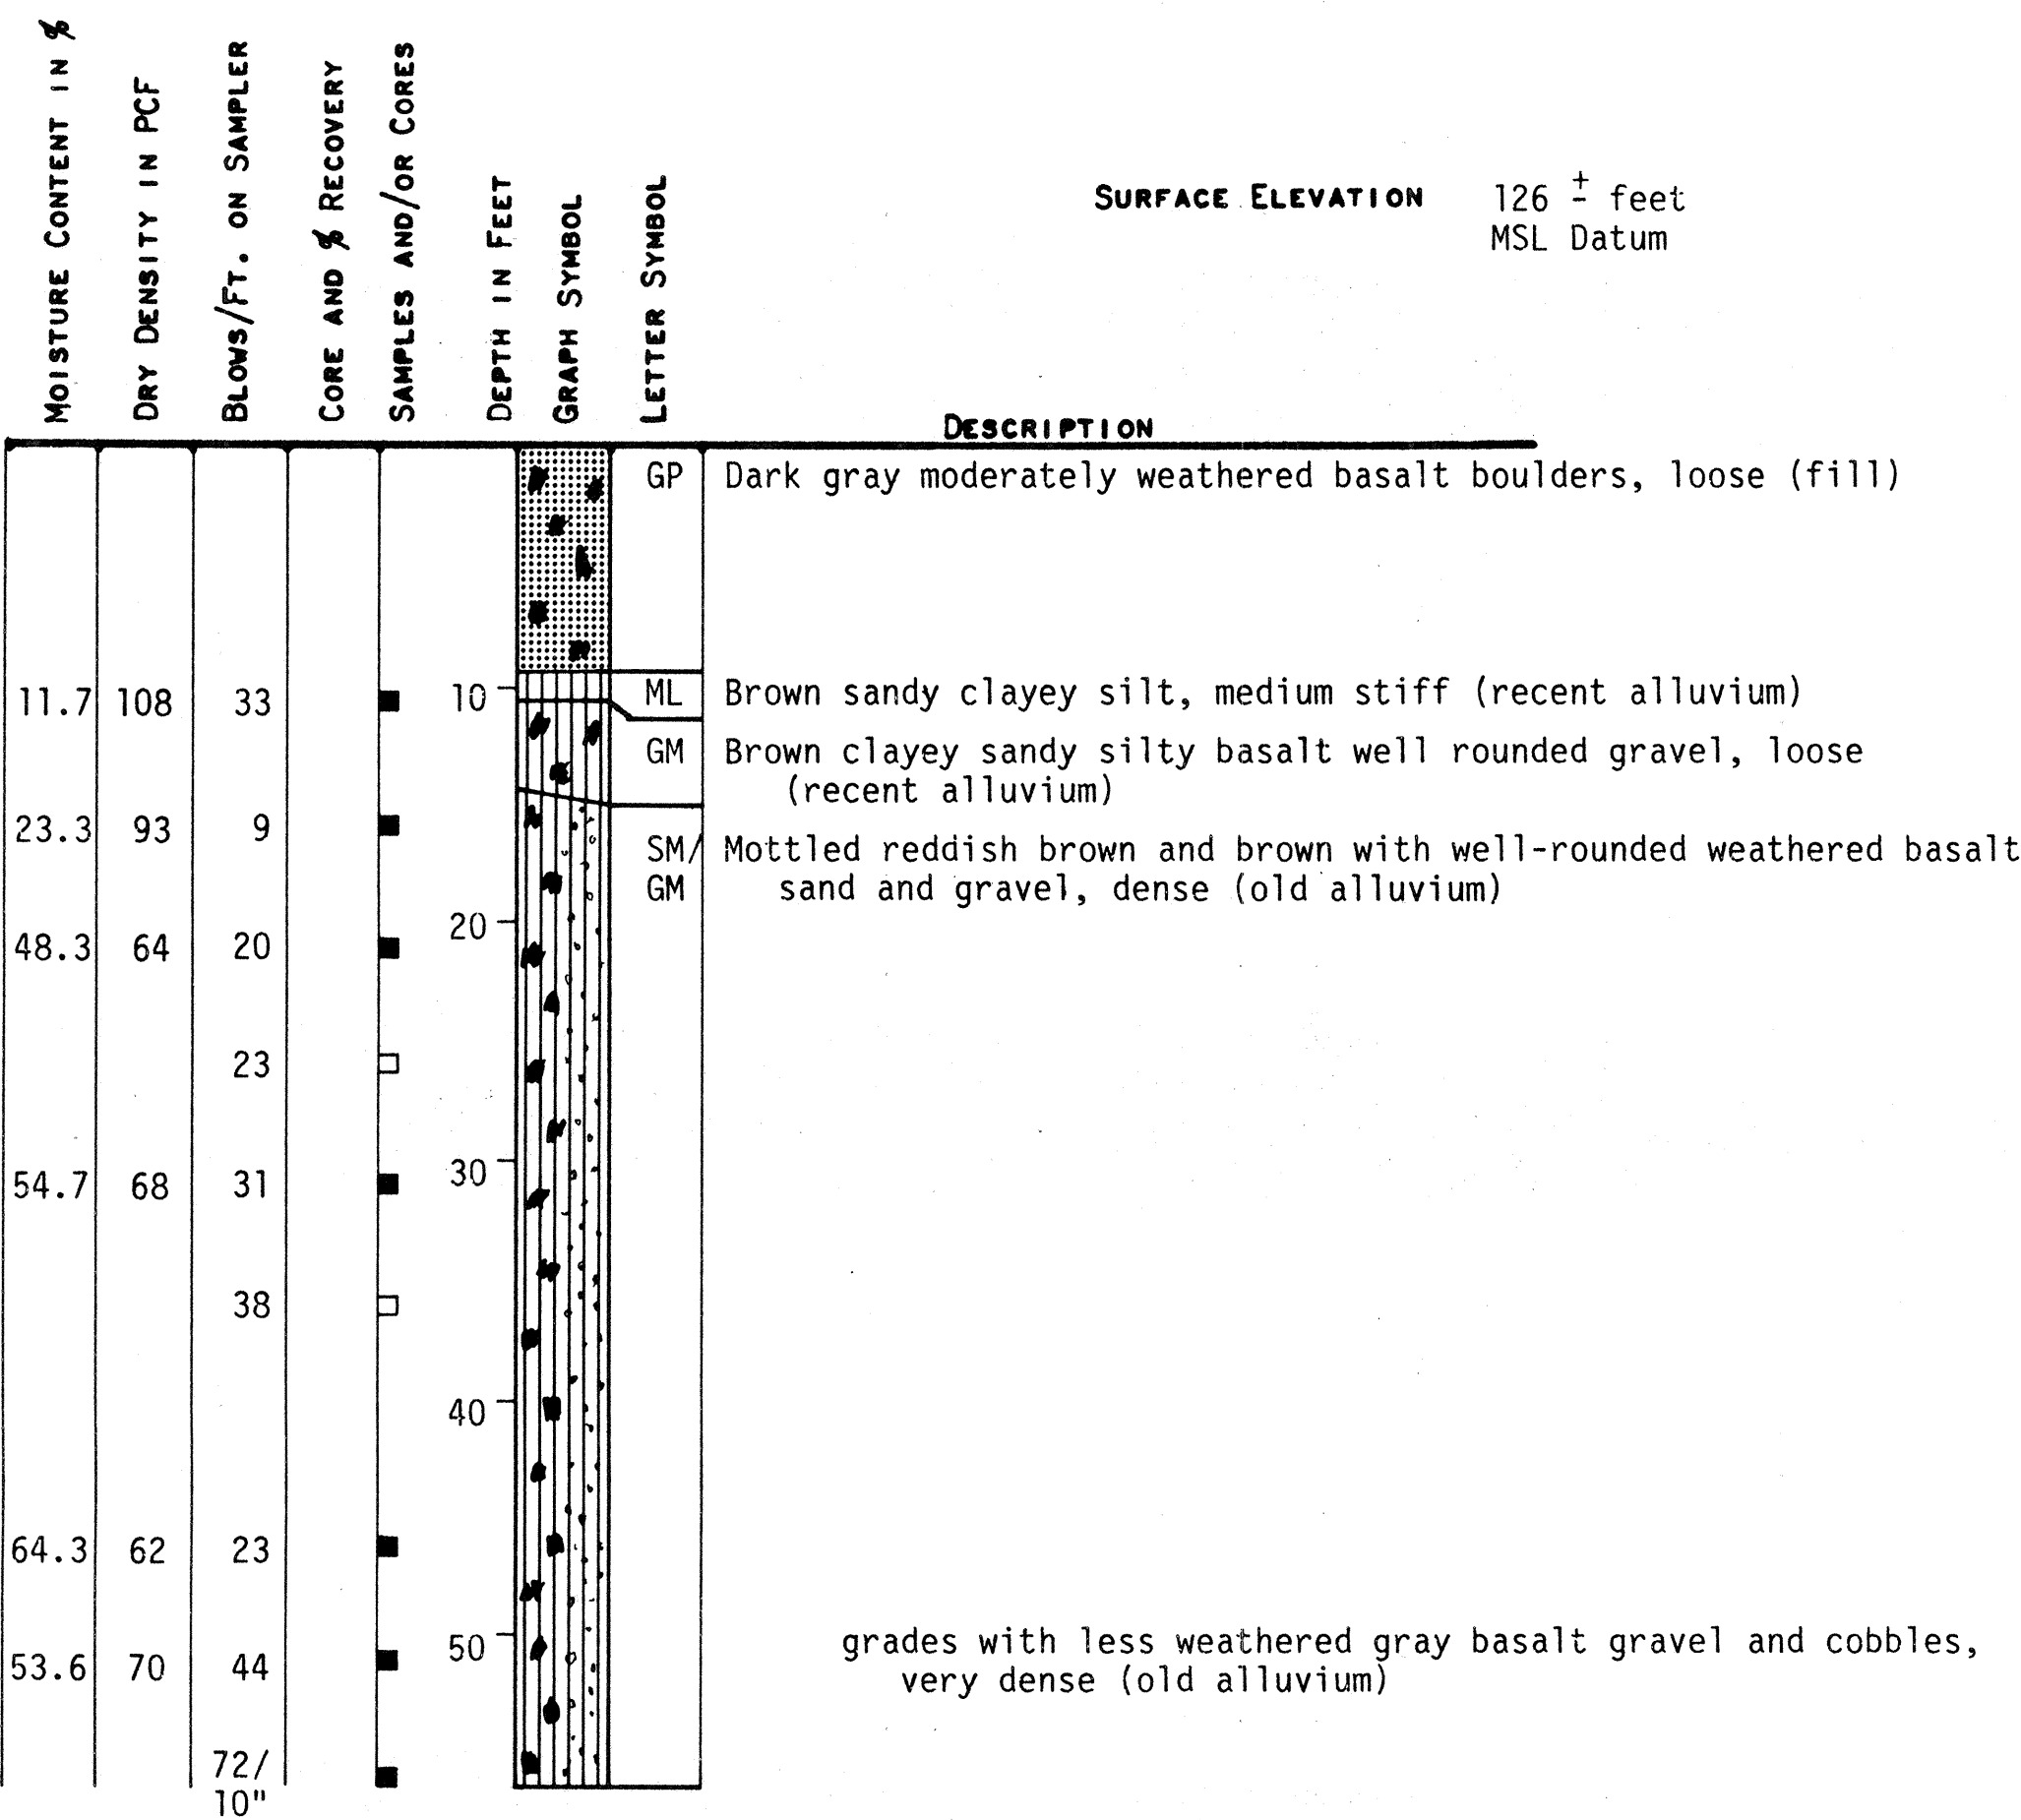 MOISTURE CONTENT IN %
DRY DENSITY IN PCF
BLOWS/FT. ON SAMPLER
CORE AND % RECOVERY
SAMPLES AND/OR CORES
DEPTH IN FEET
GRAPH SYMBOL
LETTER SYMBOL
SURFACE ELEVATION 126 ± feet
MSL Datum
DESCRIPTION
GP Dark gray moderately weathered basalt boulders, loose (fill)
11.7 108 33 10 ML Brown sandy clayey silt, medium stiff (recent alluvium)
GM Brown clayey sandy silty basalt well rounded gravel, loose
(recent alluvium)
23.3 93 9
SM/ Mottled reddish brown and brown with well-rounded weathered basalt
GM sand and gravel, dense (old alluvium)
20
48.3 64 20
23
30
54.7 68 31
38
40
64.3 62 23
50 grades with less weathered gray basalt gravel and cobbles,
53.6 70 44 very dense (old alluvium)
72/
10"